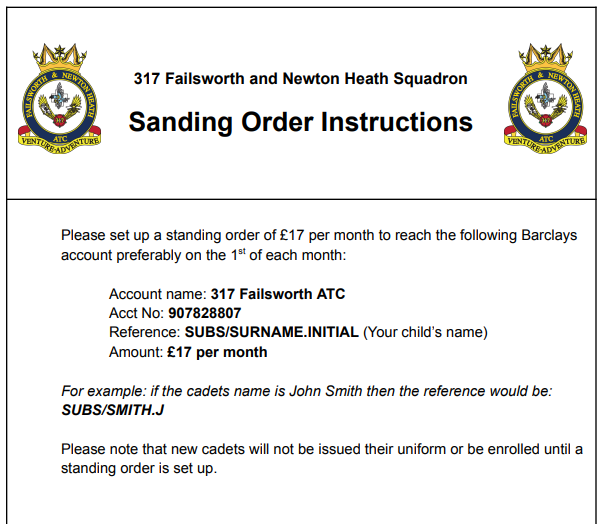 317 Failsworth and Newton Heath Squadron
Sanding Order Instructions
FAILSWORTH & NEWTON HEATH
ATC
VENTURE-ADVENTURE
FAILSWORTH & NEWTON HEATH
ATC
VENTURE-ADVENTURE
Please set up a standing order of £17 per month to reach the following Barclays
account preferably on the 1st of each month:
Account name: 317 Failsworth ATC
Acct No: 907828807
Reference: SUBS/SURNAME.INITIAL (Your child’s name)
Amount: £17 per month
For example: if the cadets name is John Smith then the reference would be:
SUBS/SMITH.J
Please note that new cadets will not be issued their uniform or be enrolled until a
standing order is set up.